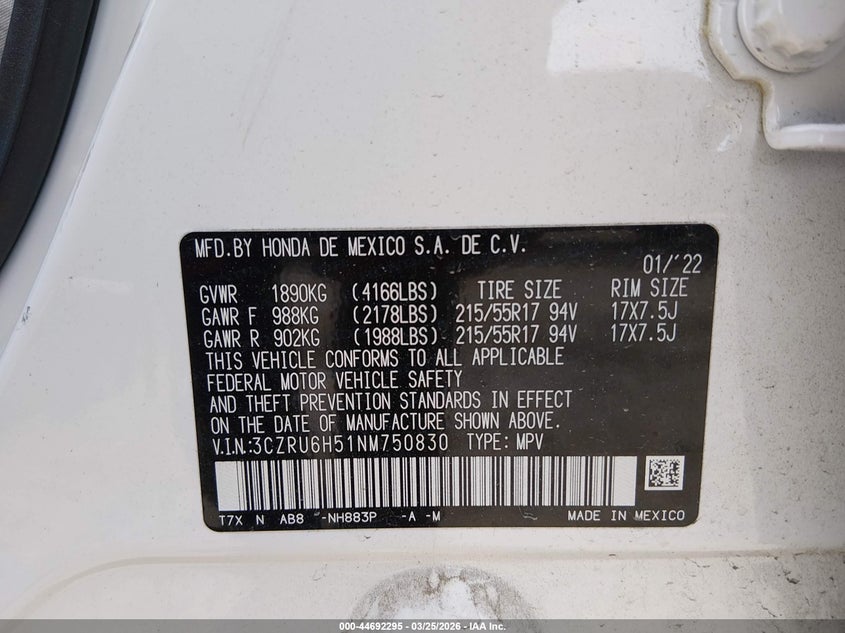 MFD.BY HONDA DE MEXICO S.A. DE C.V.
01/'22
GVWR 1890KG (4166LBS) TIRE SIZE RIM SIZE
GAWR F 988KG (2178LBS) 215/55R17 94V 17X7.5J
GAWR R 902KG (1988LBS) 215/55R17 94V 17X7.5J
THIS VEHICLE CONFORMS TO ALL APPLICABLE
FEDERAL MOTOR VEHICLE SAFETY
AND THEFT PREVENTION STANDARDS IN EFFECT
ON THE DATE OF MANUFACTURE SHOWN ABOVE.
V.I.N:3CZRU6H51NM750830 TYPE: MPV
T7X N AB8 -NH883P -A -M MADE IN MEXICO
000-44692295 - 03/25/2026 - IAA Inc.